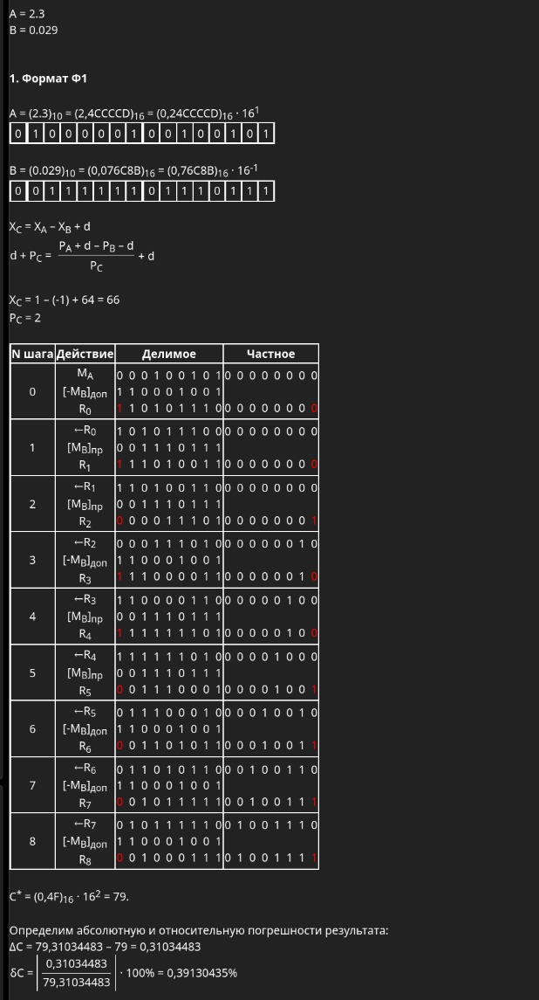 A = 2.3
B = 0.029
1. Формат Ф1
A = (2.3)10 = (2,4CCCCD)16 = (0,24CCCCD)16 · 16^1
0 1 0 0 0 0 0 1 0 0 1 0 0 1 0 1
B = (0.029)10 = (0,076C8B)16 = (0,76C8B)16 · 16^-1
0 0 1 1 1 1 1 1 0 1 1 1 0 1 1 1
XC = XA – XB + d
d + PC = (PA + d – PB – d) / PC + d
XC = 1 – (-1) + 64 = 66
PC = 2
N шага Действие Делимое Частное
0
MA 0 0 0 1 0 0 1 0 1 0 0 0 0 0 0 0 0
[-MB]доп 1 1 0 0 0 1 0 0 1
R0 1 1 0 1 0 1 1 1 0 0 0 0 0 0 0 0 0
1
←R0 1 0 1 0 1 1 1 0 0 0 0 0 0 0 0 0 0
[MB]пр 0 0 1 1 1 0 1 1 1
R1 1 1 1 0 1 0 0 1 1 0 0 0 0 0 0 0 0
2
←R1 1 1 0 1 0 0 1 1 0 0 0 0 0 0 0 0 0
[MB]пр 0 0 1 1 1 0 1 1 1
R2 0 0 0 0 1 1 1 0 1 0 0 0 0 0 0 0 1
3
←R2 0 0 0 1 1 1 0 1 0 0 0 0 0 0 0 1 0
[-MB]доп 1 1 0 0 0 1 0 0 1
R3 1 1 1 0 0 0 0 1 1 0 0 0 0 0 0 1 0
4
←R3 1 1 0 0 0 0 1 1 0 0 0 0 0 0 1 0 0
[MB]пр 0 0 1 1 1 0 1 1 1
R4 1 1 1 1 1 1 1 0 1 0 0 0 0 0 1 0 0
5
←R4 1 1 1 1 1 1 0 1 0 0 0 0 0 1 0 0 0
[MB]пр 0 0 1 1 1 0 1 1 1
R5 0 0 1 1 1 0 0 0 1 0 0 0 0 1 0 0 1
6
←R5 0 1 1 1 0 0 0 1 0 0 0 0 1 0 0 1 0
[-MB]доп 1 1 0 0 0 1 0 0 1
R6 0 0 1 1 0 1 0 1 1 0 0 0 1 0 0 1 1
7
←R6 0 1 1 0 1 0 1 1 0 0 0 1 0 0 1 1 0
[-MB]доп 1 1 0 0 0 1 0 0 1
R7 0 0 1 0 1 1 1 1 1 0 0 1 0 0 1 1 1
8
←R7 0 1 0 1 1 1 1 1 0 0 1 0 0 1 1 1 0
[-MB]доп 1 1 0 0 0 1 0 0 1
R8 0 0 1 0 0 0 1 1 1 0 1 0 0 1 1 1 1
C* = (0,4F)16 · 16^2 = 79.
Определим абсолютную и относительную погрешности результата:
ΔC = 79,31034483 – 79 = 0,31034483
δC = |0,31034483 / 79,31034483| · 100% = 0,39130435%